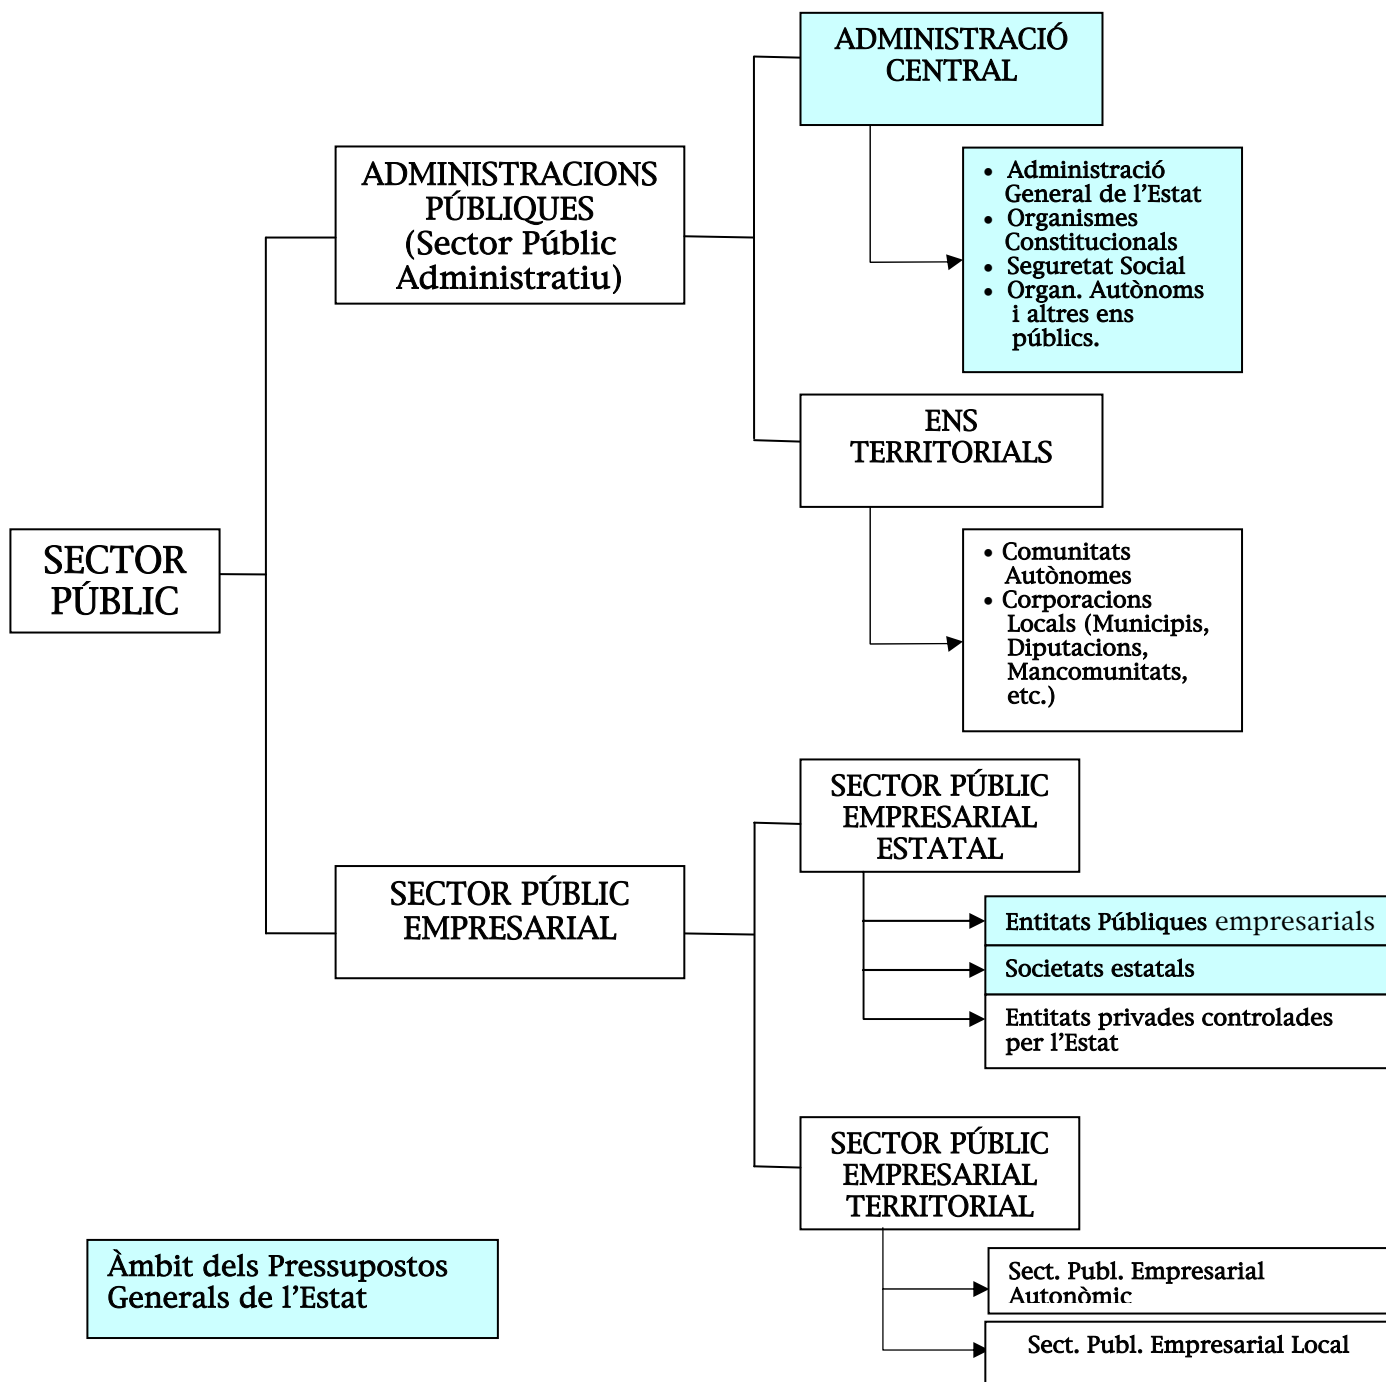 ADMINISTRACIÓ
CENTRAL
ADMINISTRACIONS
PÚBLIQUES
(Sector Públic
Administratiu)
• Administració
General de l’Estat
• Organismes
Constitucionals
• Seguretat Social
• Organ. Autònoms
i altres ens
públics.
ENS
TERRITORIALS
SECTOR
PÚBLIC
• Comunitats
Autònomes
• Corporacions
Locals (Municipis,
Diputacions,
Mancomunitats,
etc.)
SECTOR PÚBLIC
EMPRESARIAL
ESTATAL
SECTOR PÚBLIC
EMPRESARIAL
Entitats Públiques empresarials
Societats estatals
Entitats privades controlades
per l’Estat
SECTOR PÚBLIC
EMPRESARIAL
TERRITORIAL
Àmbit dels Pressupostos
Generals de l’Estat
Sect. Publ. Empresarial
Autonòmic
Sect. Publ. Empresarial Local